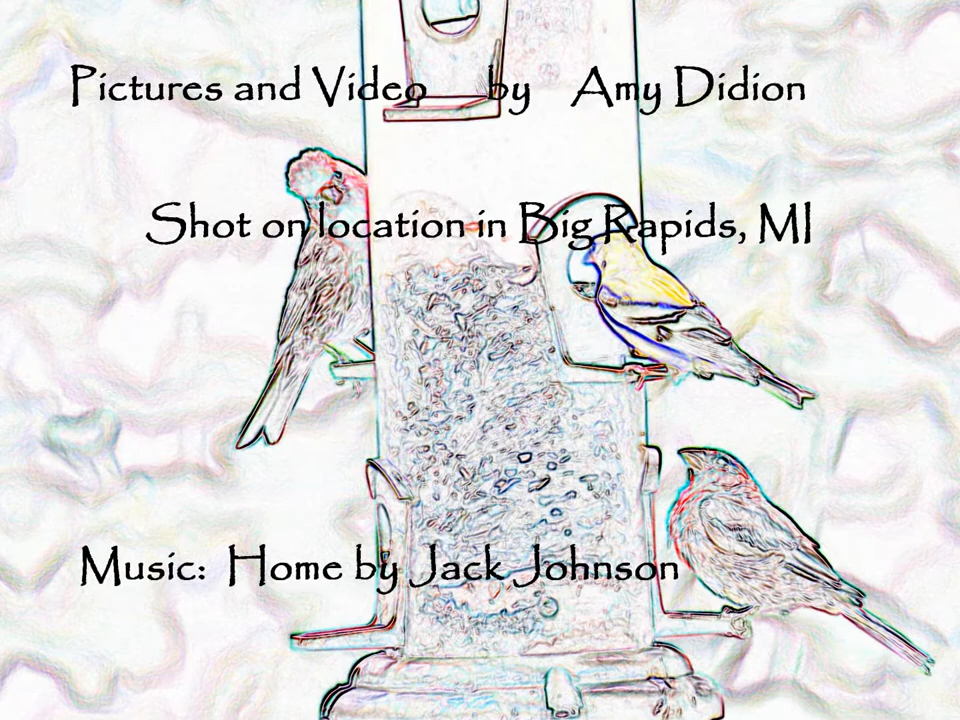 Pictures and Video by Amy Didion
Shot on location in Big Rapids, MI
Music: Home by Jack Johnson